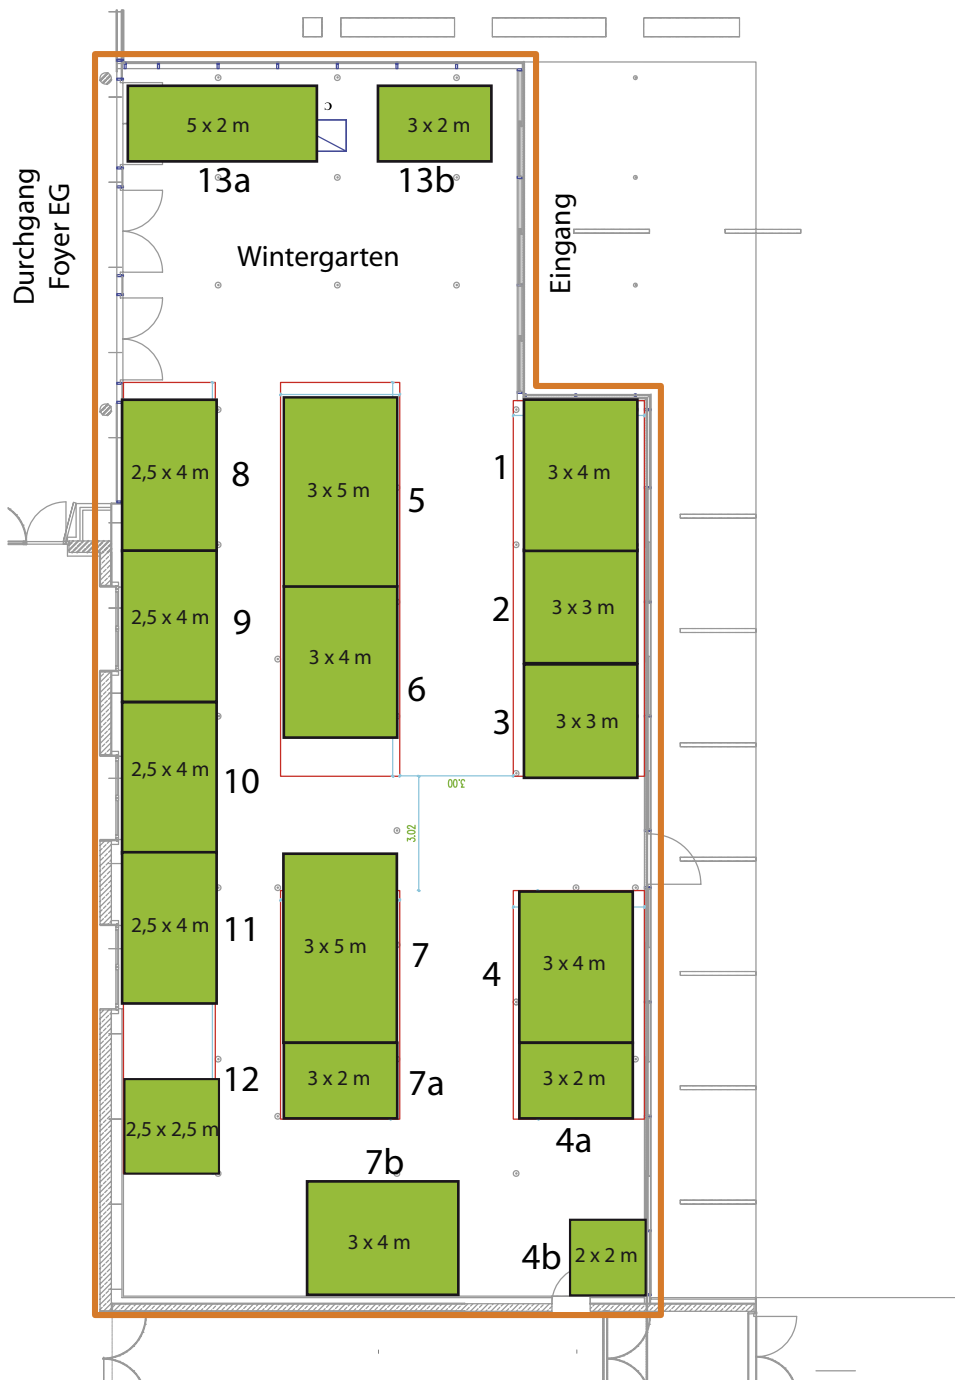 5 x 2 m
3 x 2 m
13a
13b
Durchgang
Foyer EG
Eingang
Wintergarten
2,5 x 4 m
8
3 x 5 m
5
1
3 x 4 m
2,5 x 4 m
9
3 x 4 m
6
2
3 x 3 m
3
3 x 3 m
2,5 x 4 m
10
3.00
3.02
2,5 x 4 m
11
3 x 5 m
7
4
3 x 4 m
12
3 x 2 m
7a
3 x 2 m
2,5 x 2,5 m
4a
7b
3 x 4 m
4b
2 x 2 m